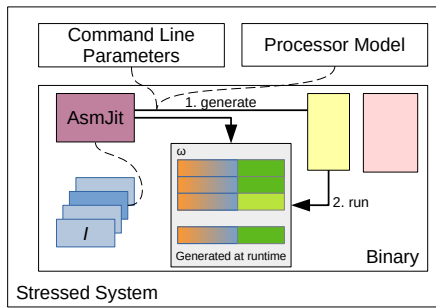 Command Line
Parameters
Processor Model
1. generate
AsmJit
ω
2. run
I
Generated at runtime
Binary
Stressed System